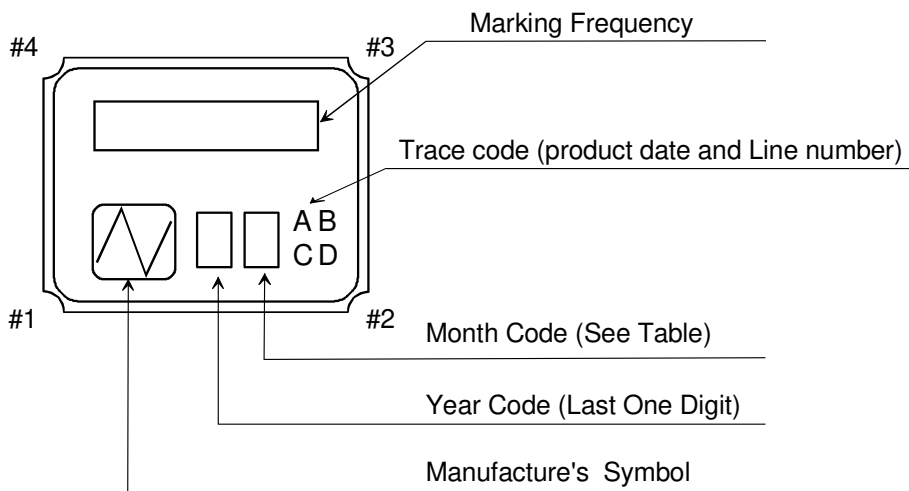 Marking Frequency
#4
#3
Trace code (product date and Line number)
A B
C D
#1
#2
Month Code (See Table)
Year Code (Last One Digit)
Manufacture's Symbol